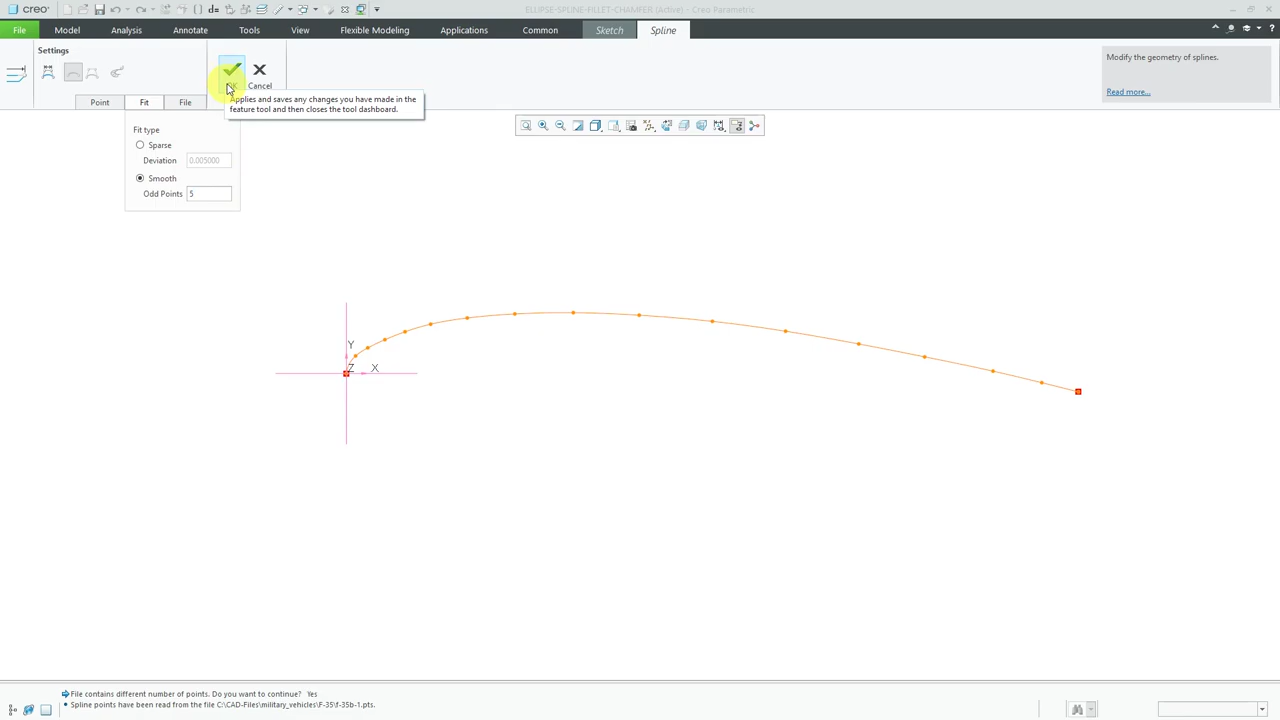 creo
ELLIPSE-SPLINE-FILLET-CHAMFER (Active) - Creo Parametric
File
Model
Analysis
Annotate
Tools
View
Flexible Modeling
Applications
Common
Sketch
Spline
Settings
OK
Cancel
Modify the geometry of splines.
Read more...
Point
Fit
File
Applies and saves any changes you have made in the
feature tool and then closes the tool dashboard.
Fit type
Sparse
Deviation 0.005000
Smooth
Odd Points 5
Y
Z
X
File contains different number of points. Do you want to continue? Yes
Spline points have been read from the file C:\CAD-Files\military_vehicles\F-35\f-35b-1.pts.